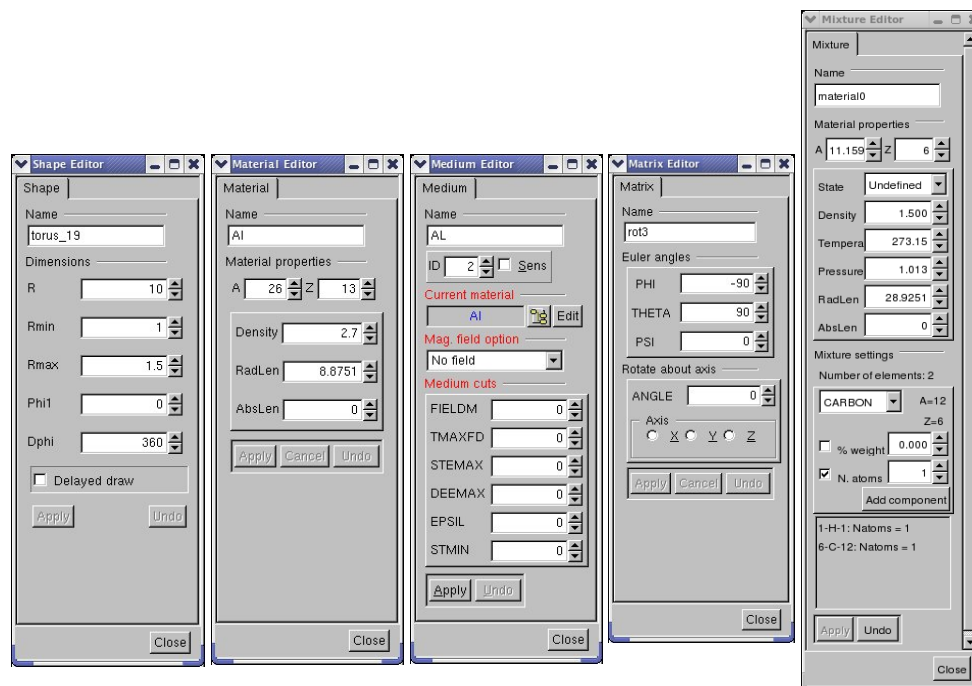 Shape Editor
Shape
Name
torus_19
Dimensions
R 10
Rmin 1
Rmax 1.5
Phi1 0
Dphi 360
Delayed draw
Apply Undo
Close
Material Editor
Material
Name
Al
Material properties
A 26 Z 13
Density 2.7
RadLen 8.8751
AbsLen 0
Apply Cancel Undo
Close
Medium Editor
Medium
Name
AL
ID 2 Sens
Current material
Al Edit
Mag. field option
No field
Medium cuts
FIELDM 0
TMAXFD 0
STEMAX 0
DEEMAX 0
EPSIL 0
STMIN 0
Apply Undo
Close
Matrix Editor
Matrix
Name
rot3
Euler angles
PHI -90
THETA 90
PSI 0
Rotate about axis
ANGLE 0
Axis
X Y Z
Apply Cancel Undo
Close
Mixture Editor
Mixture
Name
material0
Material properties
A 11.159 Z 6
State Undefined
Density 1.500
Tempera 273.15
Pressure 1.013
RadLen 28.9251
AbsLen 0
Mixture settings
Number of elements: 2
CARBON A=12
Z=6
% weight 0.000
N. atoms 1
Add component
1-H-1: Natoms = 1
6-C-12: Natoms = 1
Apply Undo
Close